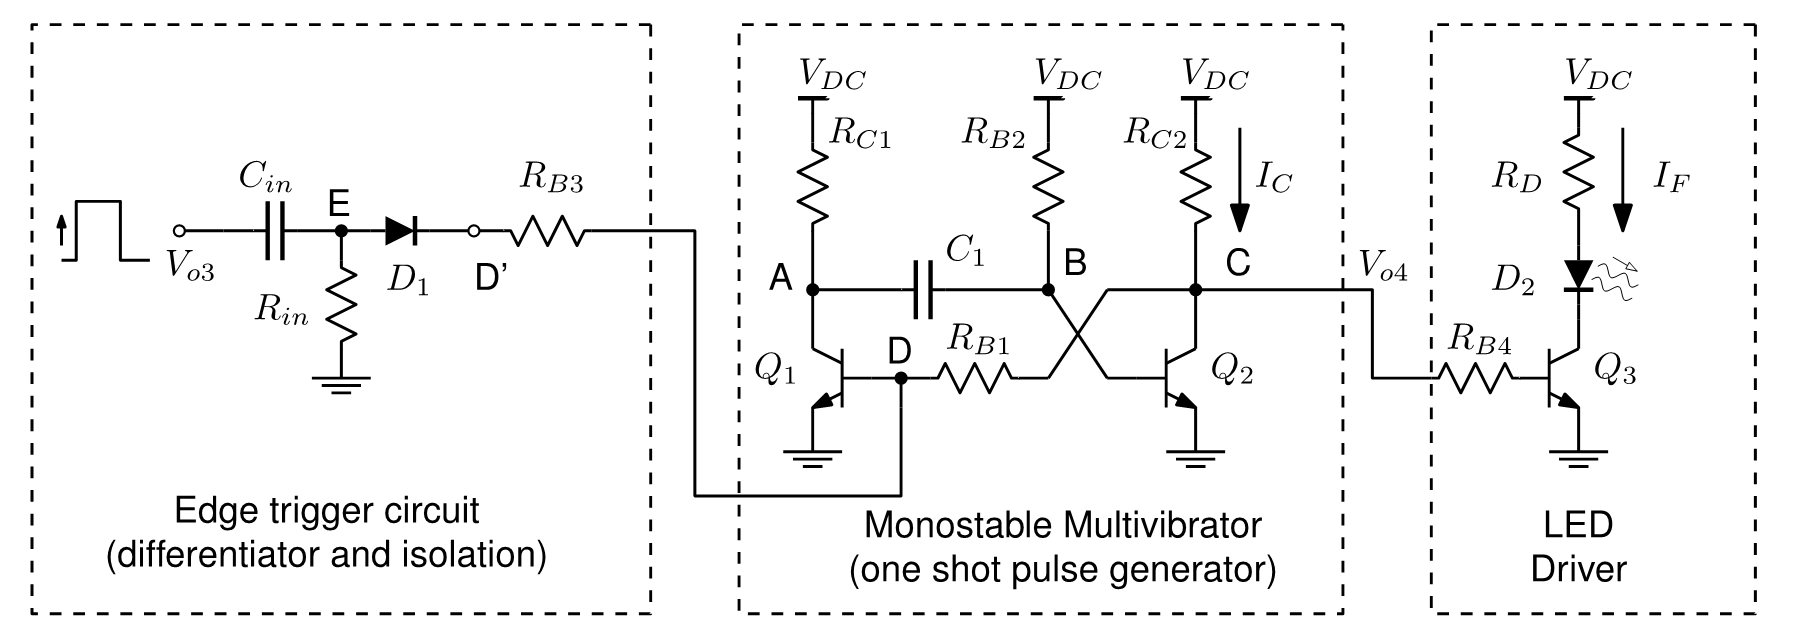 V_{DC}
V_{DC}
V_{DC}
V_{DC}
R_{C1}
R_{B2}
R_{C2}
I_C
R_D
I_F
C_{in}
E
R_{B3}
V_{o3}
D_1
D'
R_{in}
A
C_1
B
C
V_{o4}
D_2
Q_1
D
R_{B1}
Q_2
R_{B4}
Q_3
Edge trigger circuit
(differentiator and isolation)
Monostable Multivibrator
(one shot pulse generator)
LED
Driver